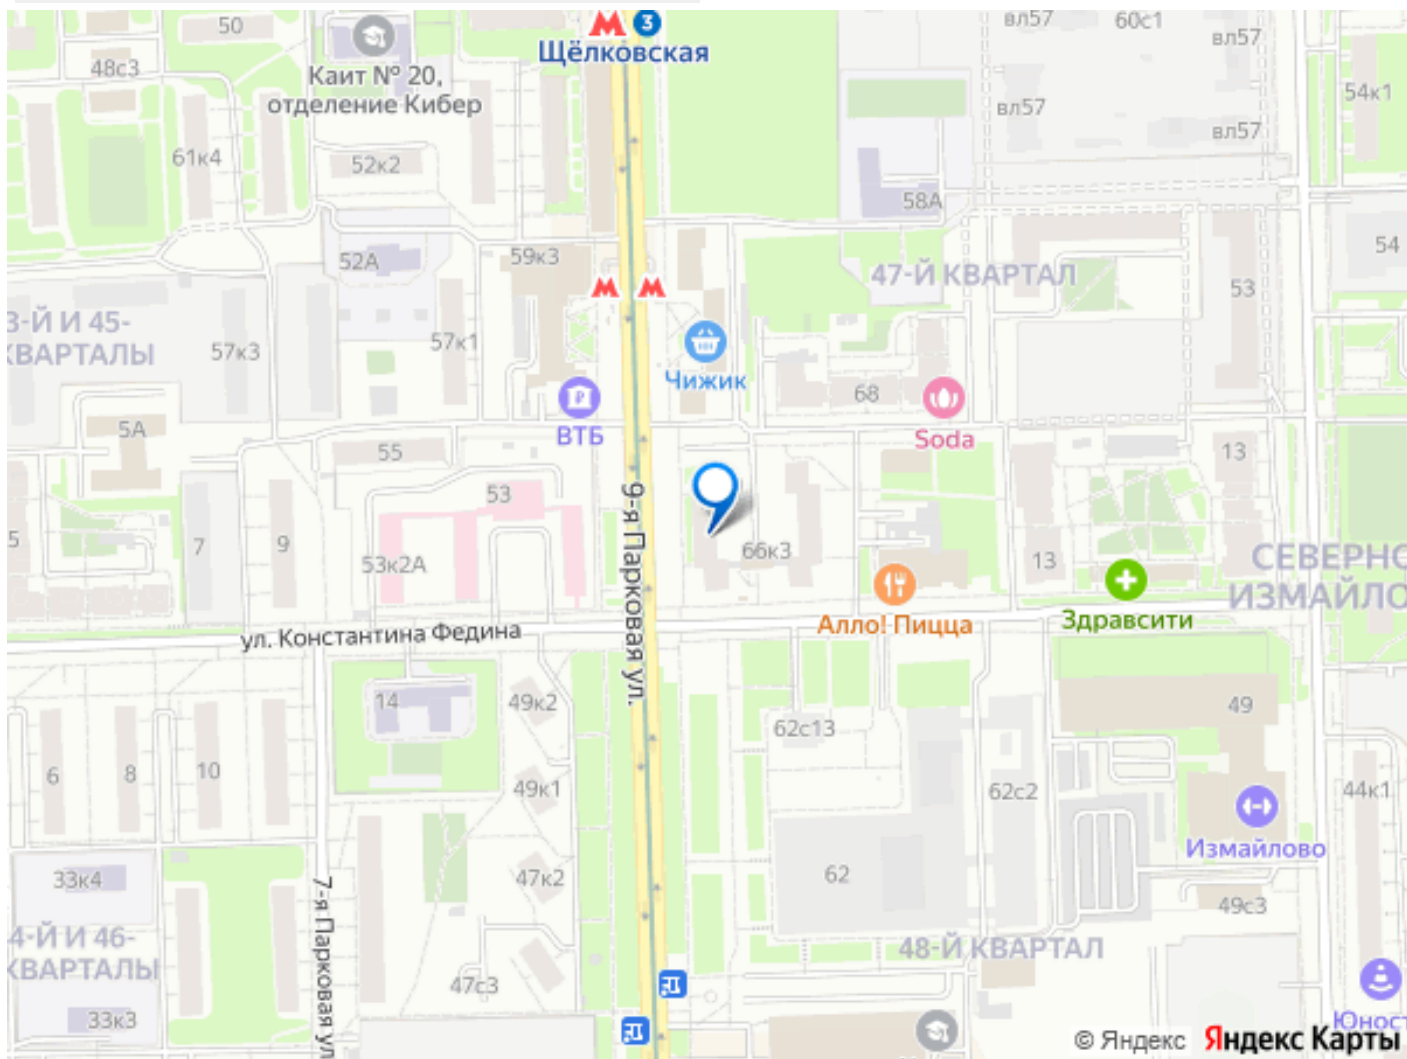 50
3
вл57
60с1
вл57
Щёлковская
48с3
Каит № 20,
отделение Кибер
54к1
вл57
вл57
61к4
52к2
58А
54
59к3
52А
47-Й КВАРТАЛ
53
3-Й И 45-
КВАРТАЛЫ
57к3
57к1
Чижик
68
5А
ВТБ
Soda
55
13
53
9-я Парковая ул.
5
7
9
53к2А
66к3
13
СЕВЕРНО
ИЗМАЙЛО
Алло! Пицца
Здравсити
ул. Константина Федина
14
49к2
62с13
49
6
8
10
49к1
62с2
44к1
Измайлово
33к4
47к2
62
7-я Парковая ул
49с3
4-Й И 46-
КВАРТАЛЫ
48-Й КВАРТАЛ
47с3
33к3
Юност
© Яндекс Яндекс Карты